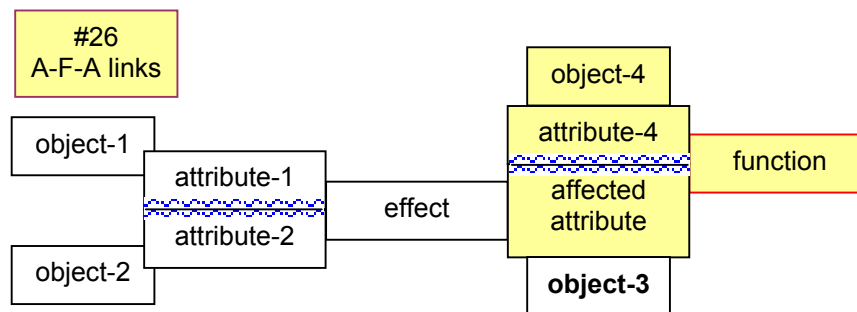 #26
A-F-A links
object-1
attribute-1
attribute-2
object-2
effect
object-4
attribute-4
affected
attribute
object-3
function